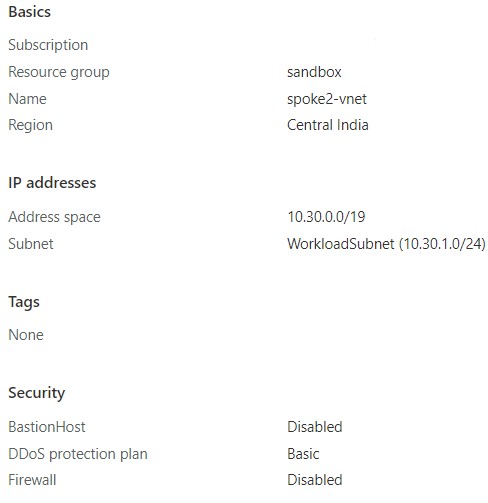 Basics
Subscription
Resource group sandbox
Name spoke2-vnet
Region Central India
IP addresses
Address space 10.30.0.0/19
Subnet WorkloadSubnet (10.30.1.0/24)
Tags
None
Security
BastionHost Disabled
DDoS protection plan Basic
Firewall Disabled